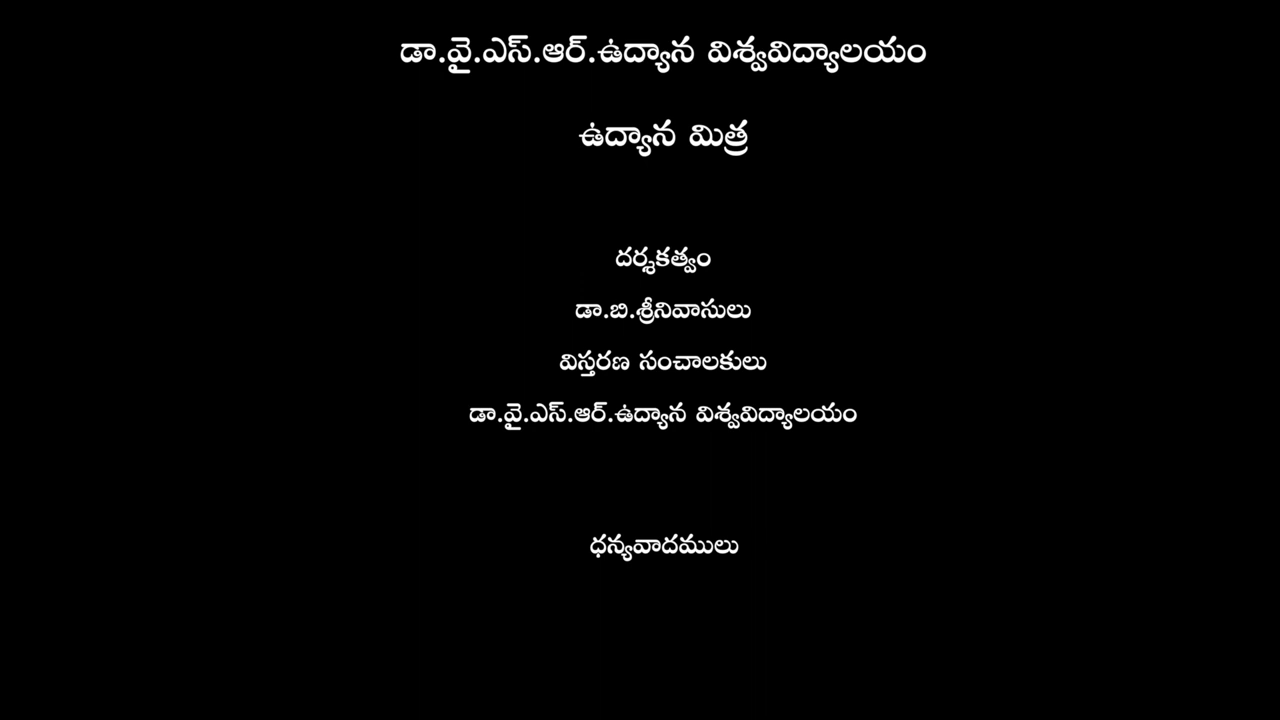 డా.వై.ఎస్.ఆర్.ఉద్యాన విశ్వవిద్యాలయం
ఉద్యాన మిత్ర
దర్శకత్వం
డా.బి.శ్రీనివాసులు
విస్తరణ సంచాలకులు
డా.వై.ఎస్.ఆర్.ఉద్యాన విశ్వవిద్యాలయం
ధన్యవాదములు